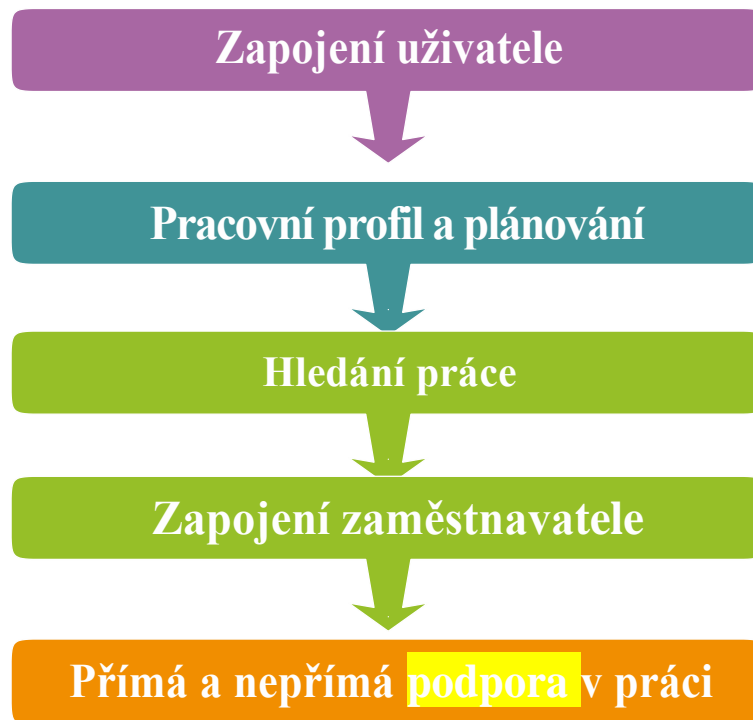 Zapojení uživatele
Pracovní profil a plánování
Hledání práce
Zapojení zaměstnavatele
Přímá a nepřímá podpora v práci